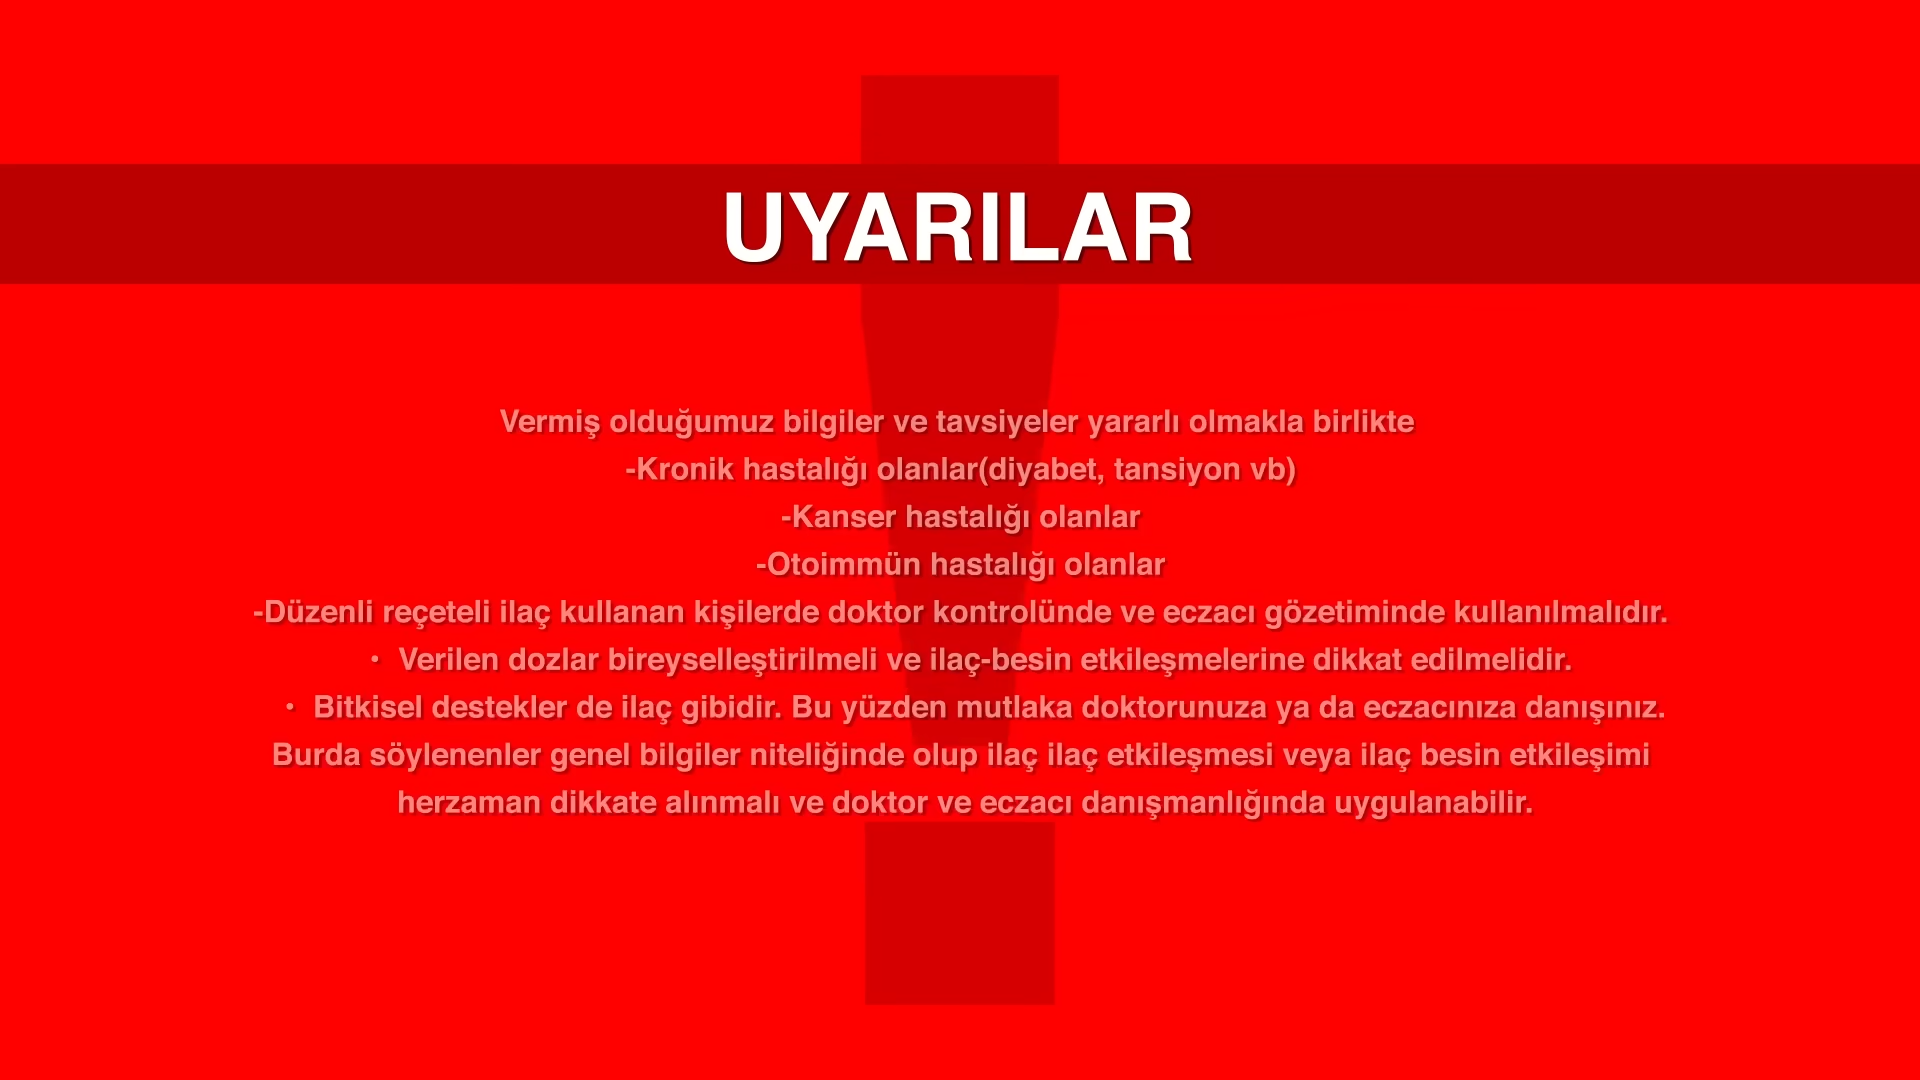 UYARILAR
Vermiş olduğumuz bilgiler ve tavsiyeler yararlı olmakla birlikte
-Kronik hastalığı olanlar(diyabet, tansiyon vb)
-Kanser hastalığı olanlar
-Otoimmün hastalığı olanlar
-Düzenli reçeteli ilaç kullanan kişilerde doktor kontrolünde ve eczacı gözetiminde kullanılmalıdır.
• Verilen dozlar bireyselleştirilmeli ve ilaç-besin etkileşmelerine dikkat edilmelidir.
• Bitkisel destekler de ilaç gibidir. Bu yüzden mutlaka doktorunuza ya da eczacınıza danışınız.
Burda söylenenler genel bilgiler niteliğinde olup ilaç ilaç etkileşmesi veya ilaç besin etkileşimi
herzaman dikkate alınmalı ve doktor ve eczacı danışmanlığında uygulanabilir.